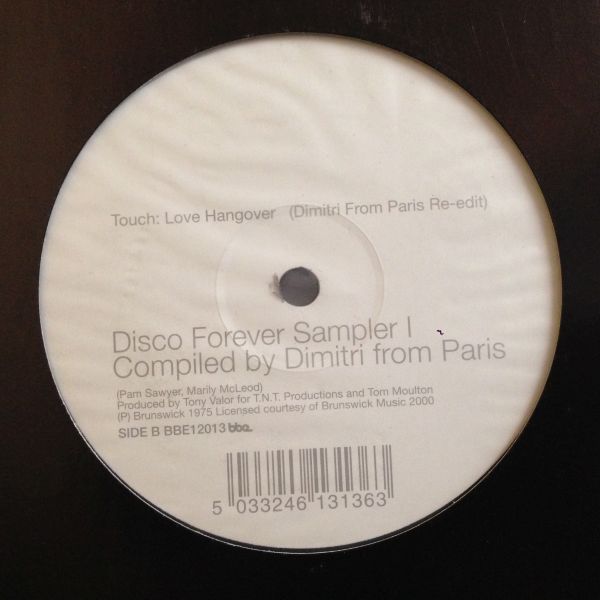 Touch: Love Hangover (Dimitri From Paris Re-edit)
Disco Forever Sampler I
Compiled by Dimitri from Paris
(Pam Sawyer, Marily McLeod)
Produced by Tony Valor for T.N.T. Productions and Tom Moulton
(P) Brunswick 1975 Licensed courtesy of Brunswick Music 2000
SIDE B BBE12013 bbe.
5 033246 131363